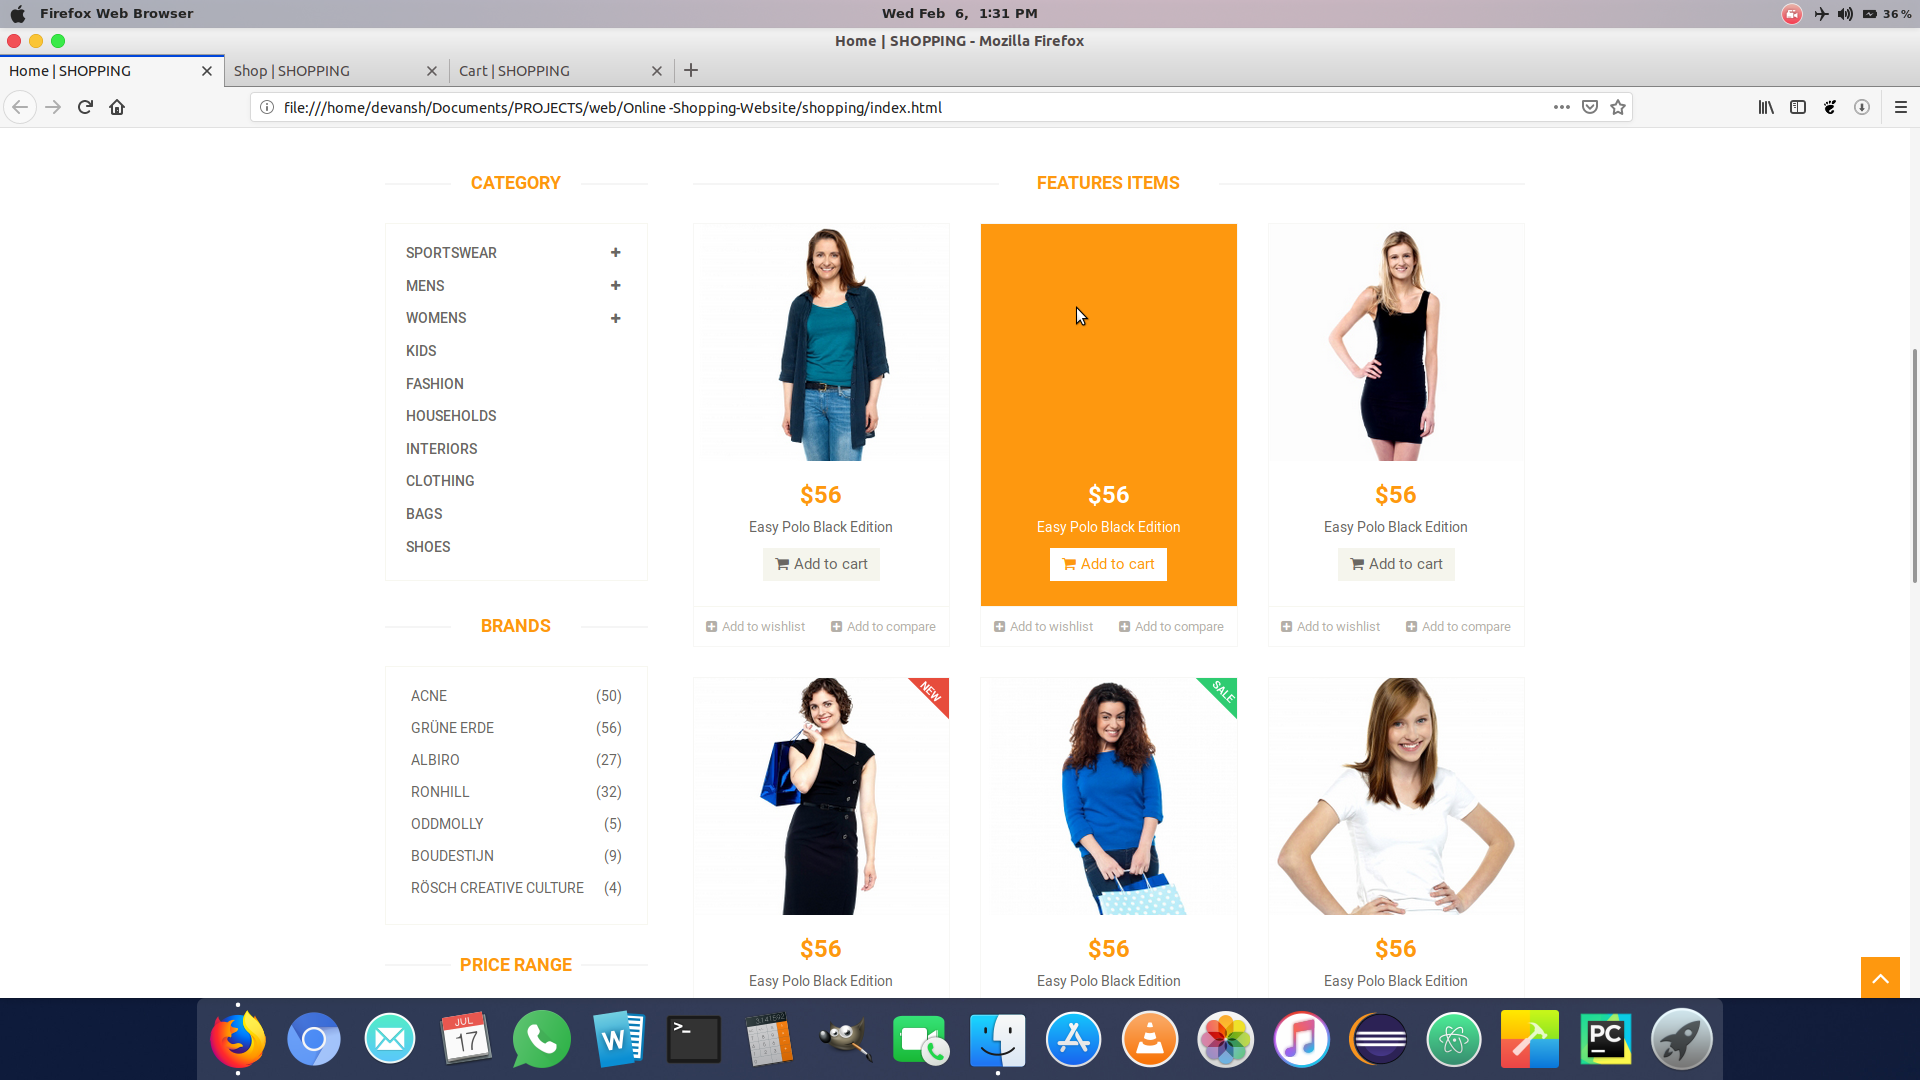 Firefox Web Browser
Wed Feb 6, 1:31 PM
36%
Home | SHOPPING - Mozilla Firefox
Home | SHOPPING
Shop | SHOPPING
Cart | SHOPPING
file:///home/devansh/Documents/PROJECTS/web/Online-Shopping-Website/shopping/index.html
CATEGORY
SPORTSWEAR
MENS
WOMENS
KIDS
FASHION
HOUSEHOLDS
INTERIORS
CLOTHING
BAGS
SHOES
BRANDS
ACNE (50)
GRÜNE ERDE (56)
ALBIRO (27)
RONHILL (32)
ODDMOLLY (5)
BOUDESTIJN (9)
RÖSCH CREATIVE CULTURE (4)
PRICE RANGE
FEATURES ITEMS
$56
Easy Polo Black Edition
Add to cart
Add to wishlist
Add to compare
$56
Easy Polo Black Edition
Add to cart
Add to wishlist
Add to compare
$56
Easy Polo Black Edition
Add to cart
Add to wishlist
Add to compare
NEW
$56
Easy Polo Black Edition
SALE
$56
Easy Polo Black Edition
$56
Easy Polo Black Edition
JUL
17
W
>_
PC